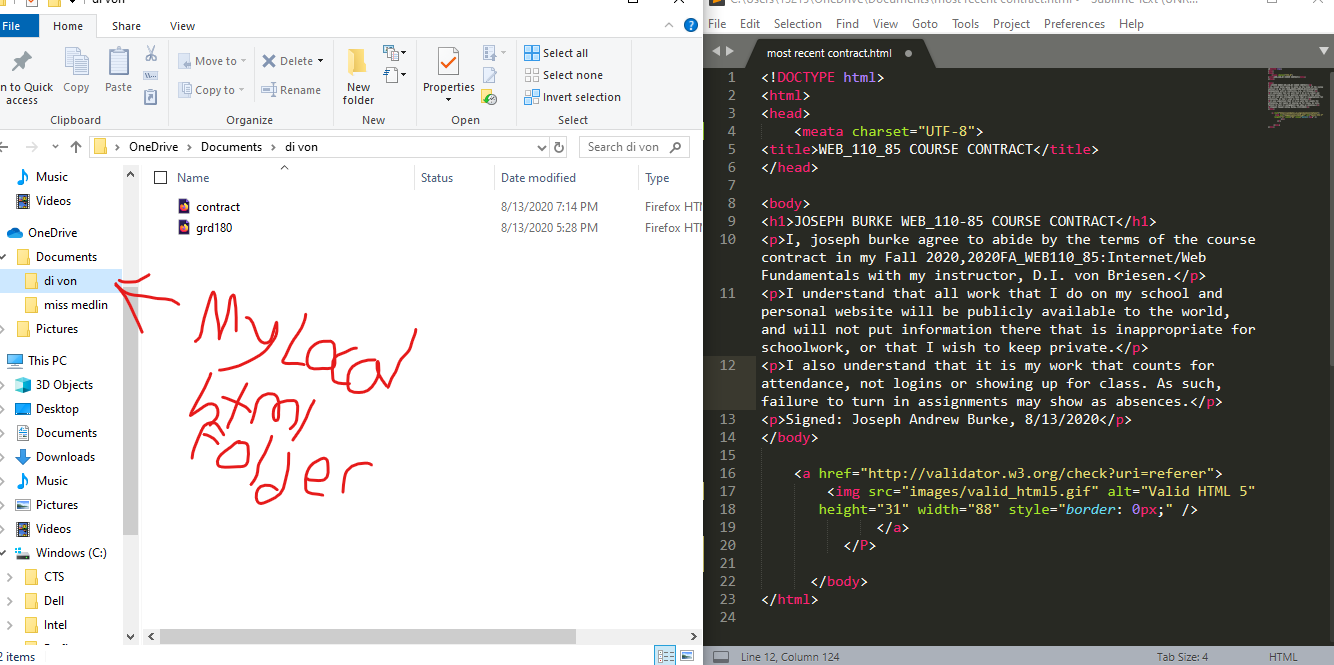 di von
File
Home
Share
View
n to Quick
access
Copy
Paste
Clipboard
Move to
Copy to
Delete
Rename
Organize
New
folder
New
Properties
Open
Select all
Select none
Invert selection
Select
OneDrive > Documents > di von
Search di von
Music
Videos
OneDrive
Documents
di von
miss medlin
Pictures
This PC
3D Objects
Desktop
Documents
Downloads
Music
Pictures
Videos
Windows (C:)
CTS
Dell
Intel
Name Status Date modified Type
contract 8/13/2020 7:14 PM Firefox HT
grd180 8/13/2020 5:28 PM Firefox HT
My Local
html
folder
2 items
most recent contract.html
File Edit Selection Find View Goto Tools Project Preferences Help
most recent contract.html
1 <!DOCTYPE html>
2 <html>
3 <head>
4 <meata charset="UTF-8">
5 <title>WEB_110_85 COURSE CONTRACT</title>
6 </head>
7
8 <body>
9 <h1>JOSEPH BURKE WEB_110-85 COURSE CONTRACT</h1>
10 <p>I, joseph burke agree to abide by the terms of the course
contract in my Fall 2020,2020FA_WEB110_85:Internet/Web
Fundamentals with my instructor, D.I. von Briesen.</p>
11 <p>I understand that all work that I do on my school and
personal website will be publicly available to the world,
and will not put information there that is inappropriate for
schoolwork, or that I wish to keep private.</p>
12 <p>I also understand that it is my work that counts for
attendance, not logins or showing up for class. As such,
failure to turn in assignments may show as absences.</p>
13 <p>Signed: Joseph Andrew Burke, 8/13/2020</p>
14 </body>
15
16 <a href="http://validator.w3.org/check?uri=referer">
17 <img src="images/valid_html5.gif" alt="Valid HTML 5"
18 height="31" width="88" style="border: 0px;" />
19 </a>
20 </P>
21
22 </body>
23 </html>
24
Line 12, Column 124
Tab Size: 4
HTML